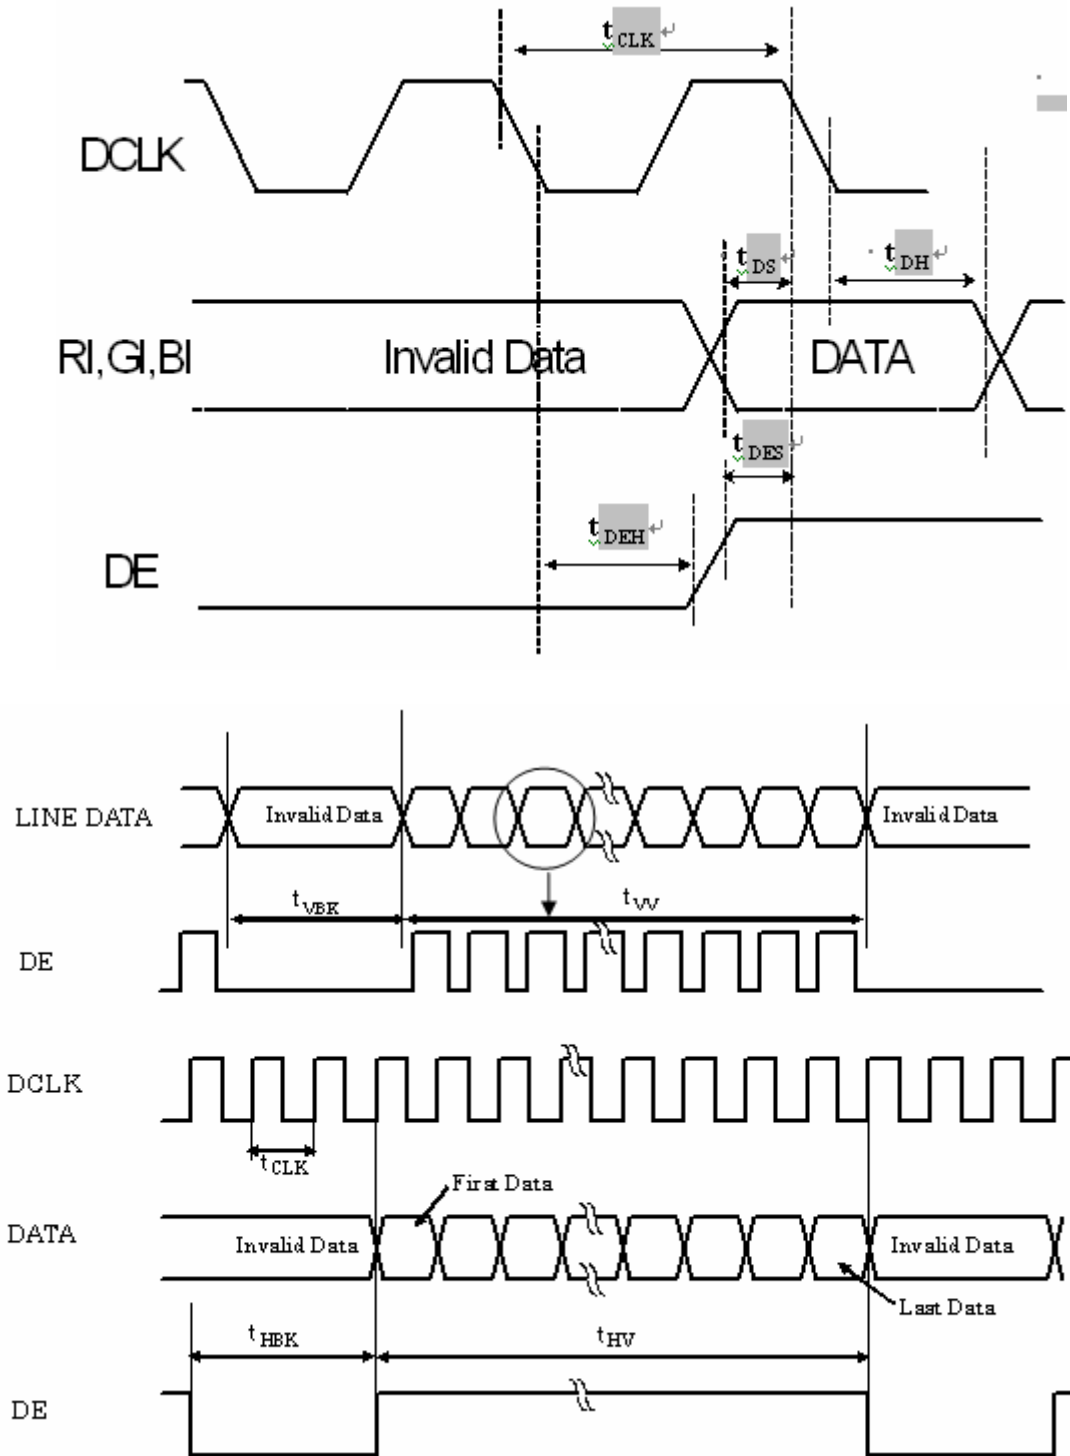 tCLK
DCLK
tDS
tDH
RI,GI,BI
Invalid Data
DATA
tDES
tDEH
DE
LINE DATA
Invalid Data
Invalid Data
tVBK
tVV
DE
DCLK
tCLK
First Data
DATA
Invalid Data
Invalid Data
Last Data
tHBK
tHV
DE